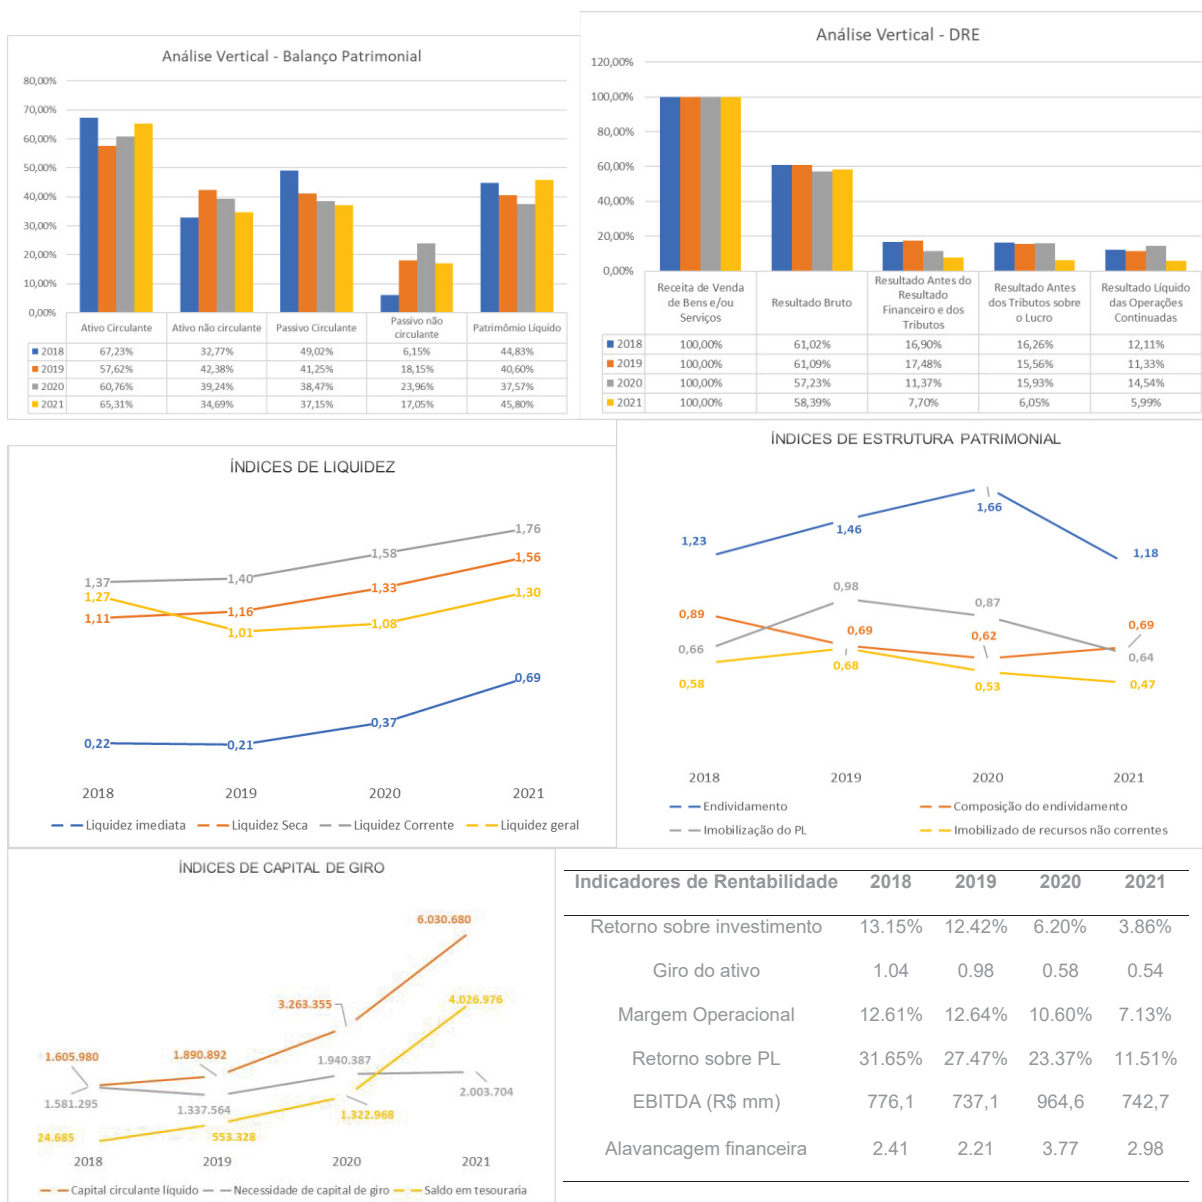 Análise Vertical - Balanço Patrimonial
80,00%
70,00%
60,00%
50,00%
40,00%
30,00%
20,00%
10,00%
0,00%
Ativo Circulante Ativo não circulante Passivo Circulante Passivo não circulante Patrimômio Líquido
2018 67,23% 32,77% 49,02% 6,15% 44,83%
2019 57,62% 42,38% 41,25% 18,15% 40,60%
2020 60,76% 39,24% 38,47% 23,96% 37,57%
2021 65,31% 34,69% 37,15% 17,05% 45,80%
Análise Vertical - DRE
120,00%
100,00%
80,00%
60,00%
40,00%
20,00%
0,00%
Receita de Venda de Bens e/ou Serviços Resultado Bruto Resultado Antes do Resultado Financeiro e dos Tributos Resultado Antes dos Tributos sobre o Lucro Resultado Líquido das Operações Continuadas
2018 100,00% 61,02% 16,90% 16,26% 12,11%
2019 100,00% 61,09% 17,48% 15,56% 11,33%
2020 100,00% 57,23% 11,37% 15,93% 14,54%
2021 100,00% 58,39% 7,70% 6,05% 5,99%
ÍNDICES DE LIQUIDEZ
1,37 1,40 1,58 1,76
1,11 1,16 1,33 1,56
1,27 1,01 1,08 1,30
0,22 0,21 0,37 0,69
2018 2019 2020 2021
Liquidez imediata Liquidez Seca Liquidez Corrente Liquidez geral
ÍNDICES DE ESTRUTURA PATRIMONIAL
1,23 1,46 1,66 1,18
0,89 0,69 0,62 0,69
0,66 0,98 0,87 0,64
0,58 0,68 0,53 0,47
2018 2019 2020 2021
Endividamento Composição do endividamento
Imobilização do PL Imobilizado de recursos não correntes
ÍNDICES DE CAPITAL DE GIRO
1.605.980 1.890.892 3.263.355 6.030.680
1.581.295 1.337.564 1.940.387 2.003.704
24.685 553.328 1.322.968 4.026.976
2018 2019 2020 2021
Capital circulante líquido Necessidade de capital de giro Saldo em tesouraria
Indicadores de Rentabilidade 2018 2019 2020 2021
Retorno sobre investimento 13.15% 12.42% 6.20% 3.86%
Giro do ativo 1.04 0.98 0.58 0.54
Margem Operacional 12.61% 12.64% 10.60% 7.13%
Retorno sobre PL 31.65% 27.47% 23.37% 11.51%
EBITDA (R$ mm) 776,1 737,1 964,6 742,7
Alavancagem financeira 2.41 2.21 3.77 2.98